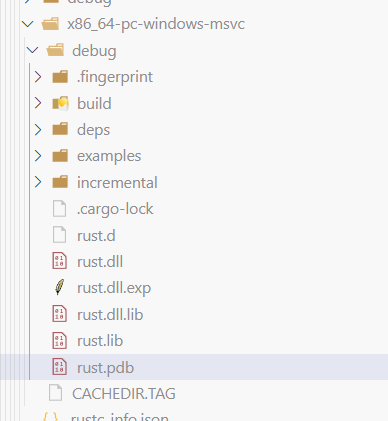 debug
x86_64-pc-windows-msvc
debug
.fingerprint
build
deps
examples
incremental
.cargo-lock
rust.d
rust.dll
rust.dll.exp
rust.dll.lib
rust.lib
rust.pdb
CACHEDIR.TAG
.rustc_info.json